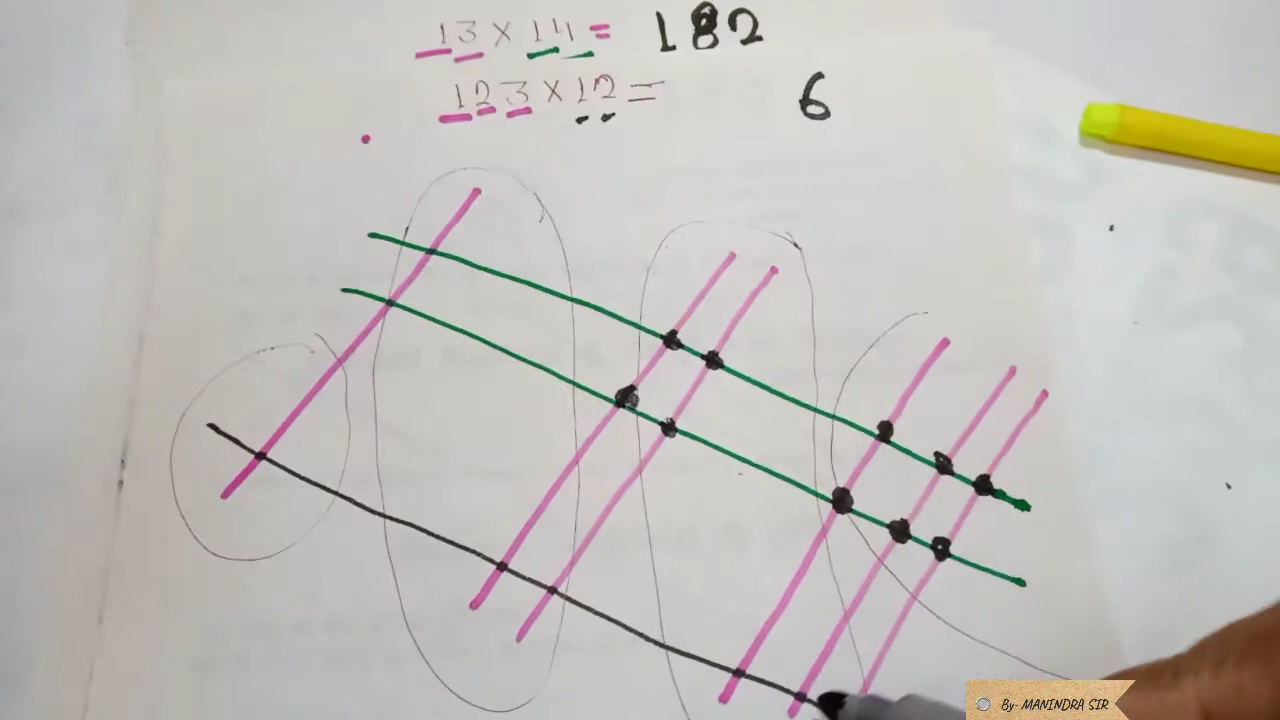 13 × 14 = 182
123 × 12 = 6
By- MANINDRA SIR